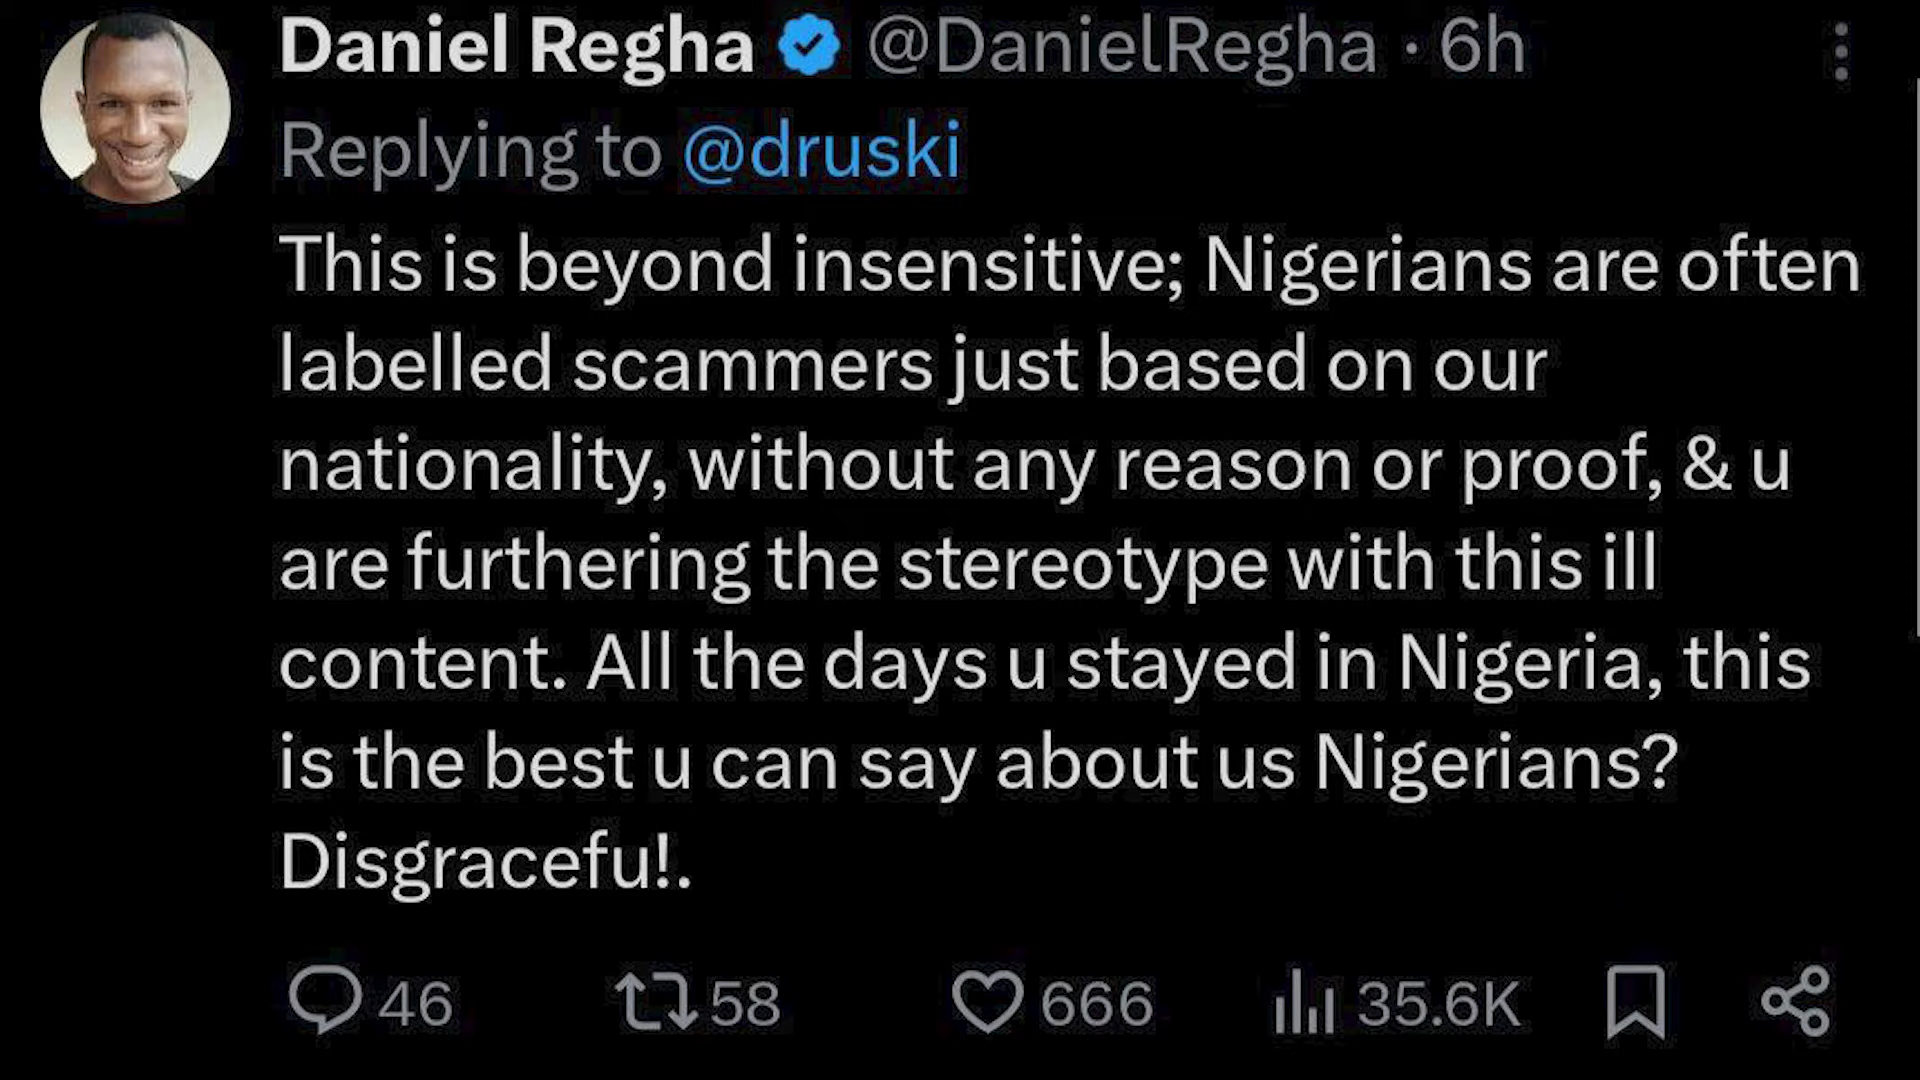 Daniel Regha @DanielRegha · 6h
Replying to @druski
This is beyond insensitive; Nigerians are often
labelled scammers just based on our
nationality, without any reason or proof, & u
are furthering the stereotype with this ill
content. All the days u stayed in Nigeria, this
is the best u can say about us Nigerians?
Disgracefu!.
46 58 666 35.6K